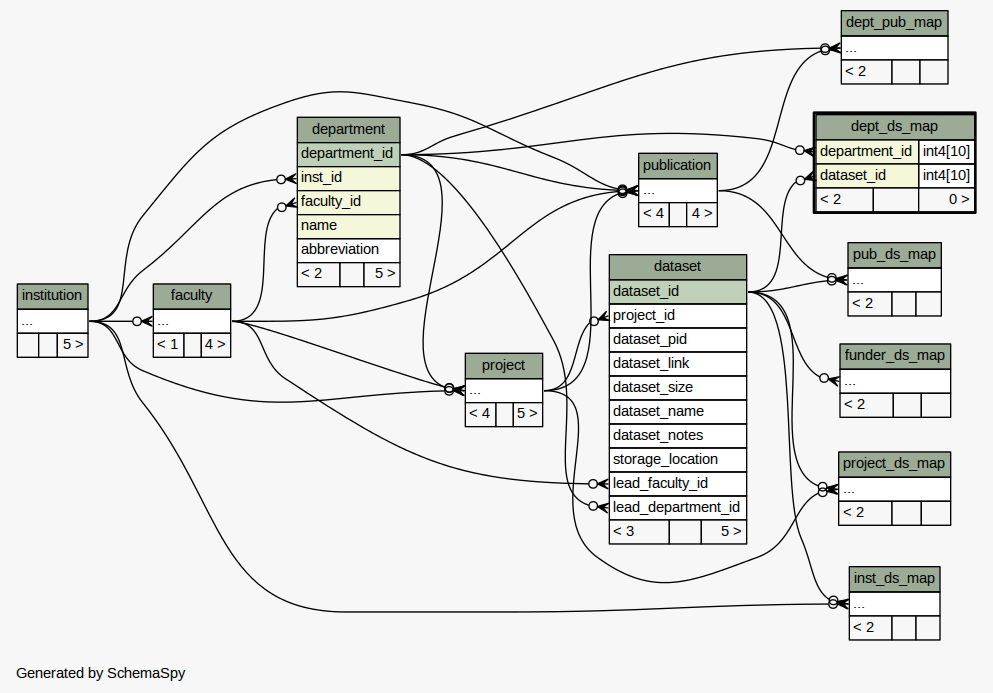 dept_pub_map
...
< 2
department
department_id
inst_id
faculty_id
name
abbreviation
< 2 5 >
dept_ds_map
department_id int4[10]
dataset_id int4[10]
< 2 0 >
publication
...
< 4 4 >
pub_ds_map
...
< 2
dataset
dataset_id
project_id
dataset_pid
dataset_link
dataset_size
dataset_name
dataset_notes
storage_location
lead_faculty_id
lead_department_id
< 3 5 >
institution
...
5 >
faculty
...
< 1 4 >
project
...
< 4 5 >
funder_ds_map
...
< 2
project_ds_map
...
< 2
inst_ds_map
...
< 2
Generated by SchemaSpy